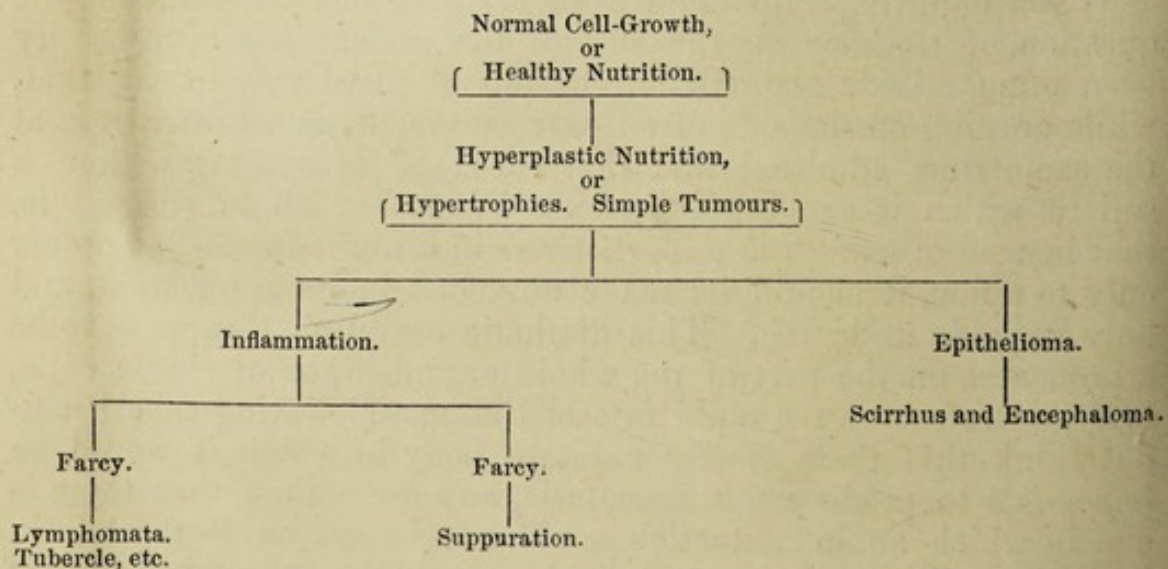 Normal Cell-Growth,
or
Healthy Nutrition.
Hyperplastic Nutrition,
or
Hypertrophies. Simple Tumours.
Inflammation.
Epithelioma.
Scirrhus and Encephaloma.
Farcy.
Farcy.
Lymphomata.
Tubercle, etc.
Suppuration.